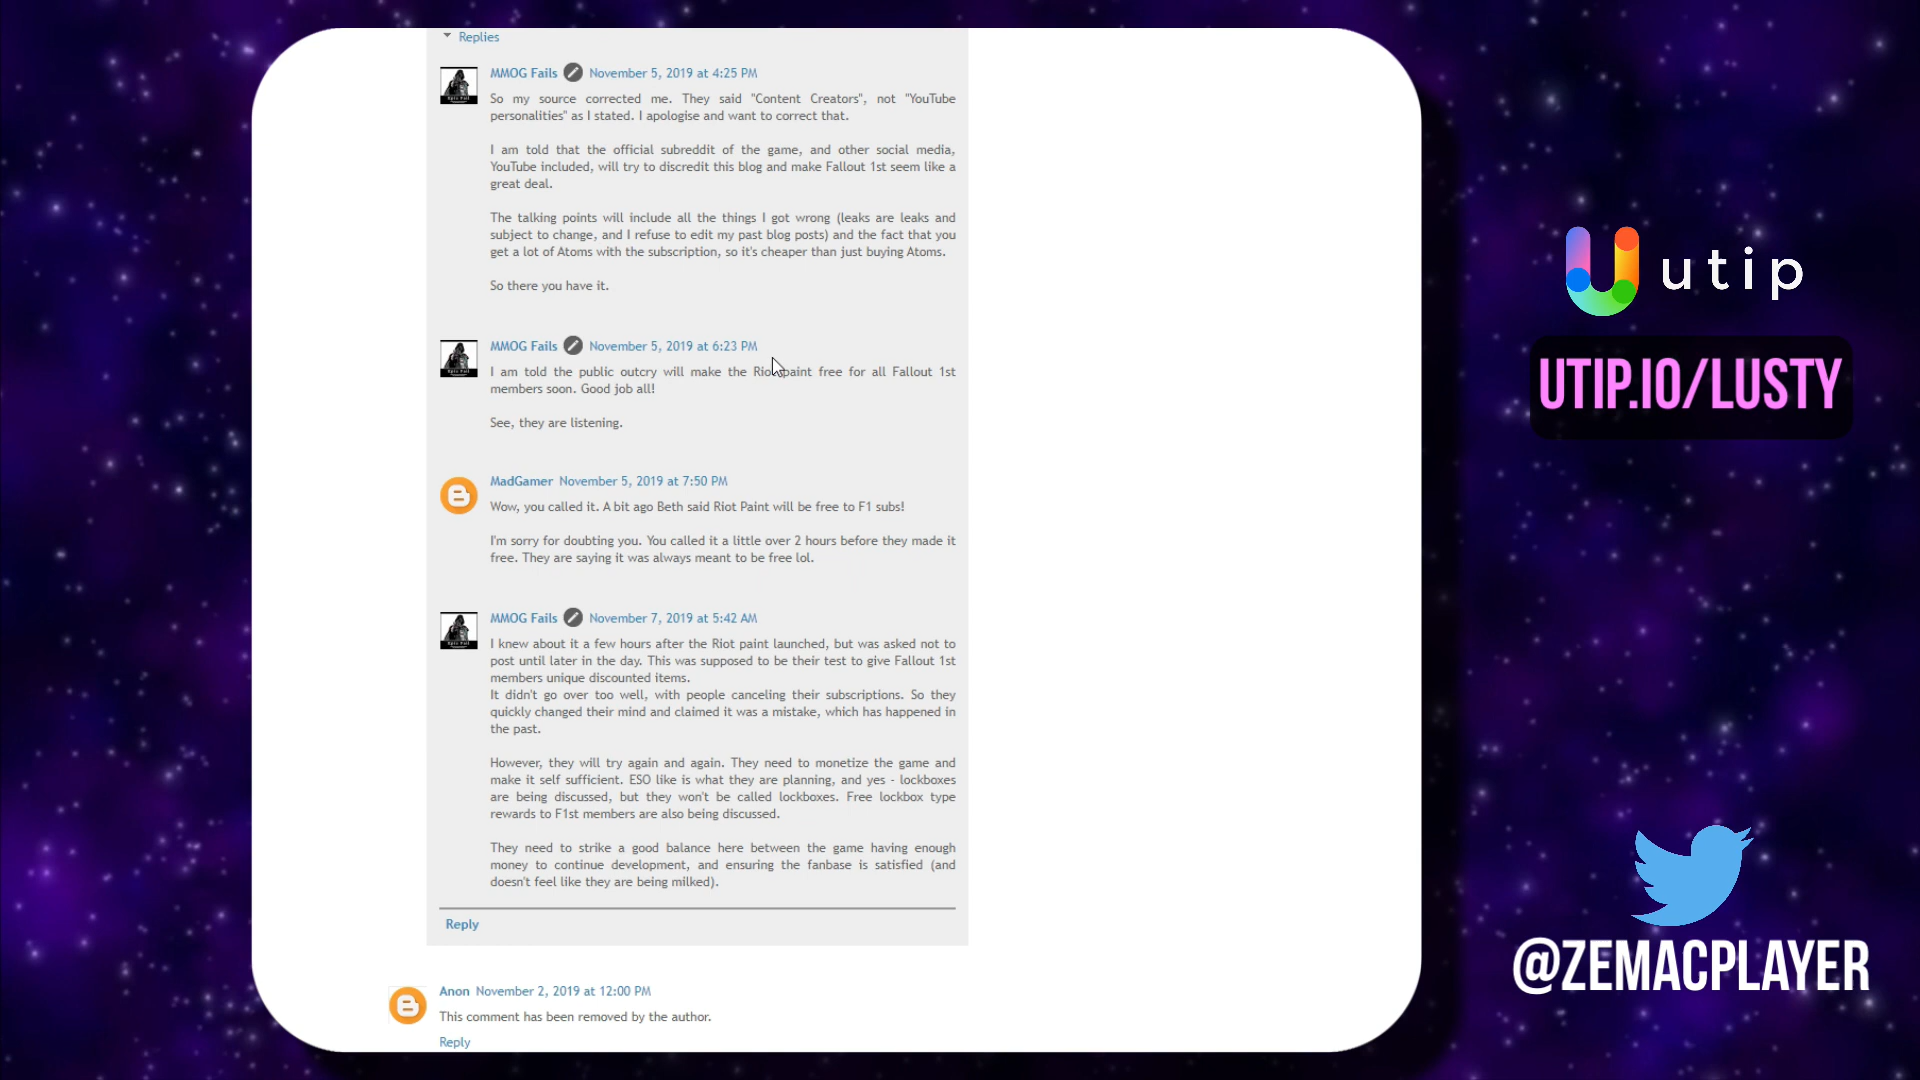 Replies
MMOG Fails November 5, 2019 at 4:25 PM
So my source corrected me. They said "Content Creators", not "YouTube
personalities" as I stated. I apologise and want to correct that.
I am told that the official subreddit of the game, and other social media,
YouTube included, will try to discredit this blog and make Fallout 1st seem like a
great deal.
The talking points will include all the things I got wrong (leaks are leaks and
subject to change, and I refuse to edit my past blog posts) and the fact that you
get a lot of Atoms with the subscription, so it's cheaper than just buying Atoms.
So there you have it.
MMOG Fails November 5, 2019 at 6:23 PM
I am told the public outcry will make the Riot paint free for all Fallout 1st
members soon. Good job all!
See, they are listening.
MadGamer November 5, 2019 at 7:50 PM
Wow, you called it. A bit ago Beth said Riot Paint will be free to F1 subs!
I'm sorry for doubting you. You called it a little over 2 hours before they made it
free. They are saying it was always meant to be free lol.
MMOG Fails November 7, 2019 at 5:42 AM
I knew about it a few hours after the Riot paint launched, but was asked not to
post until later in the day. This was supposed to be their test to give Fallout 1st
members unique discounted items.
It didn't go over too well, with people canceling their subscriptions. So they
quickly changed their mind and claimed it was a mistake, which has happened in
the past.
However, they will try again and again. They need to monetize the game and
make it self sufficient. ESO like is what they are planning, and yes - lockboxes
are being discussed, but they won't be called lockboxes. Free lockbox type
rewards to F1st members are also being discussed.
They need to strike a good balance here between the game having enough
money to continue development, and ensuring the fanbase is satisfied (and
doesn't feel like they are being milked).
Reply
Anon November 2, 2019 at 12:00 PM
This comment has been removed by the author.
Reply
utip
UTIP.IO/LUSTY
@ZEMACPLAYER